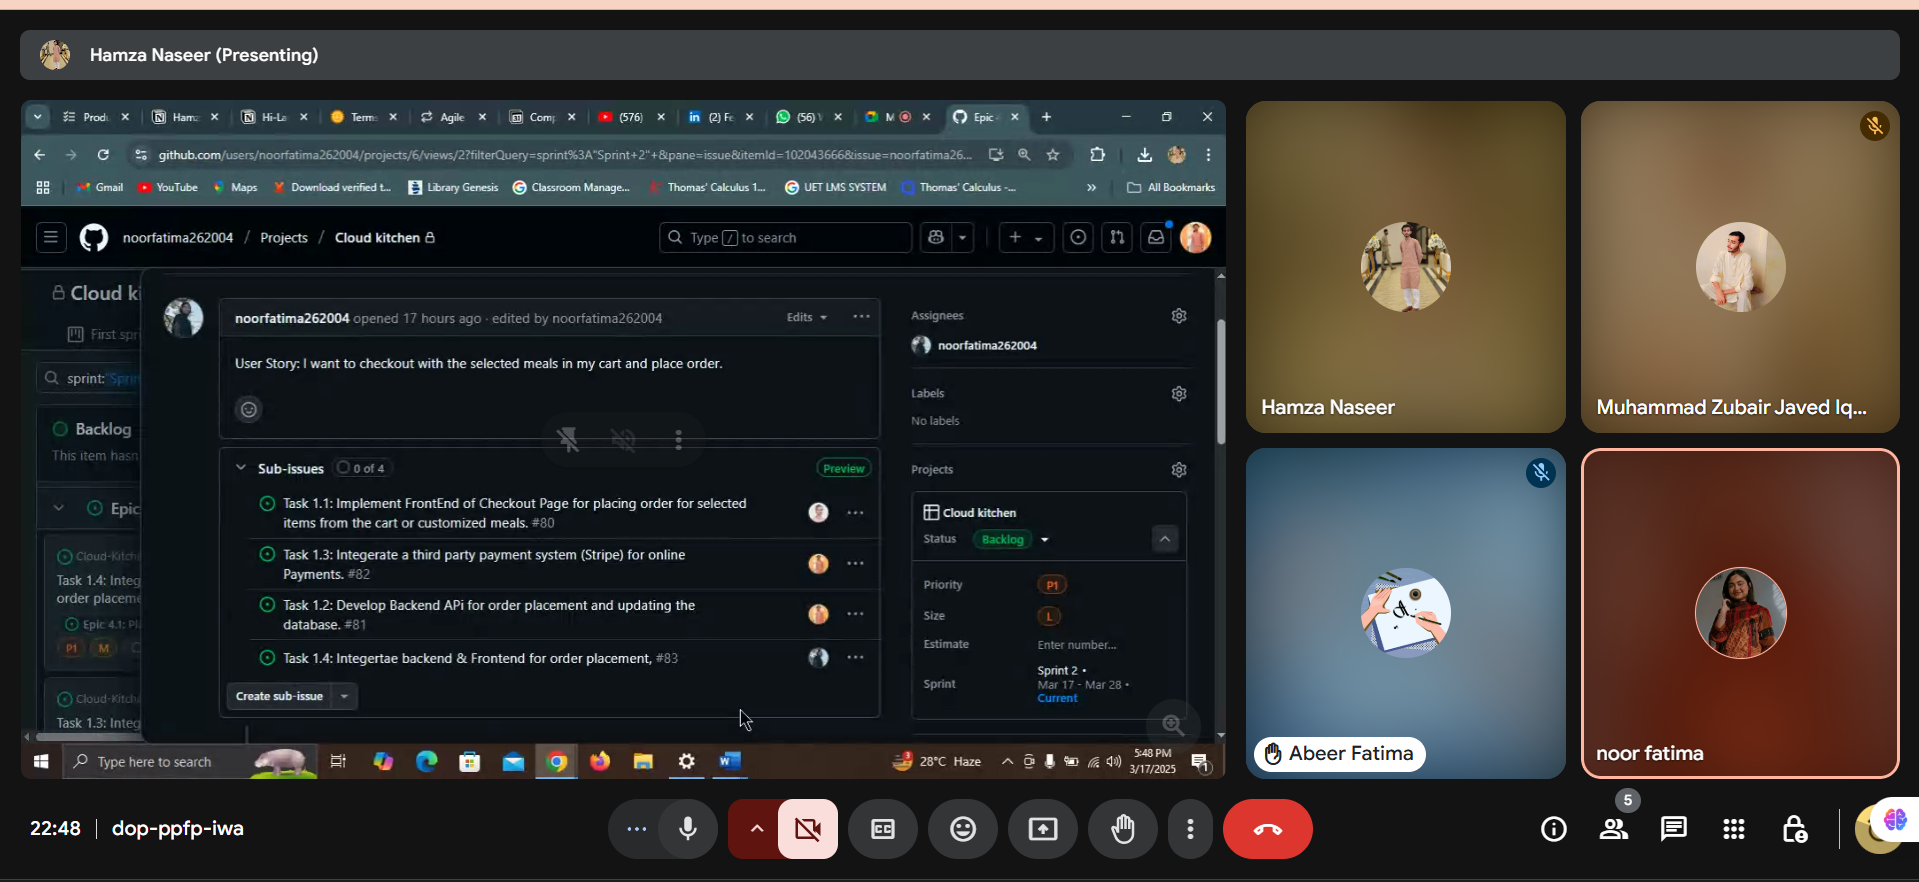 Hamza Naseer (Presenting)
Produ
Hamz
Hi-La
Terms
Agile
Comp
(576)
(2) Fe
(56) 
M
Epic
github.com/users/noorfatima262004/projects/6/views/2?filterQuery=sprint%3A"Sprint+2"+&pane=issue&itemId=102043666&issue=noorfatima26...
Gmail
YouTube
Maps
Download verified t...
Library Genesis
Classroom Manage...
Thomas' Calculus 1...
UET LMS SYSTEM
Thomas' Calculus -...
»
All Bookmarks
noorfatima262004 / Projects / Cloud kitchen
Type / to search
Cloud ki
First spri
sprint:
Backlog
This item hasn
Epic
Cloud-Kitch
Task 1.4: Integ
order placeme
Epic 4.1: Pl
P1 M
Cloud-Kitch
Task 1.3: Integ
noorfatima262004 opened 17 hours ago · edited by noorfatima262004
Edits
User Story: I want to checkout with the selected meals in my cart and place order.
Sub-issues 0 of 4
Preview
Task 1.1: Implement FrontEnd of Checkout Page for placing order for selected
items from the cart or customized meals. #80
Task 1.3: Integerate a third party payment system (Stripe) for online
Payments. #82
Task 1.2: Develop Backend APi for order placement and updating the
database. #81
Task 1.4: Integertae backend & Frontend for order placement, #83
Create sub-issue
Assignees
noorfatima262004
Labels
No labels
Projects
Cloud kitchen
Status Backlog
Priority P1
Size L
Estimate Enter number...
Sprint Sprint 2 •
Mar 17 - Mar 28 •
Current
Type here to search
W
3
28°C Haze
5:48 PM
3/17/2025
1
Hamza Naseer
Muhammad Zubair Javed Iq...
Abeer Fatima
noor fatima
22:48 | dop-ppfp-iwa
CC
5